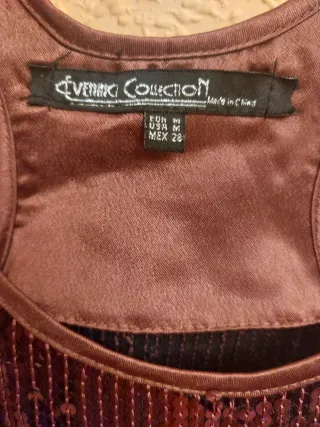 EVENING COLLECTION
Made in China
EUR M
USA M
MEX 28